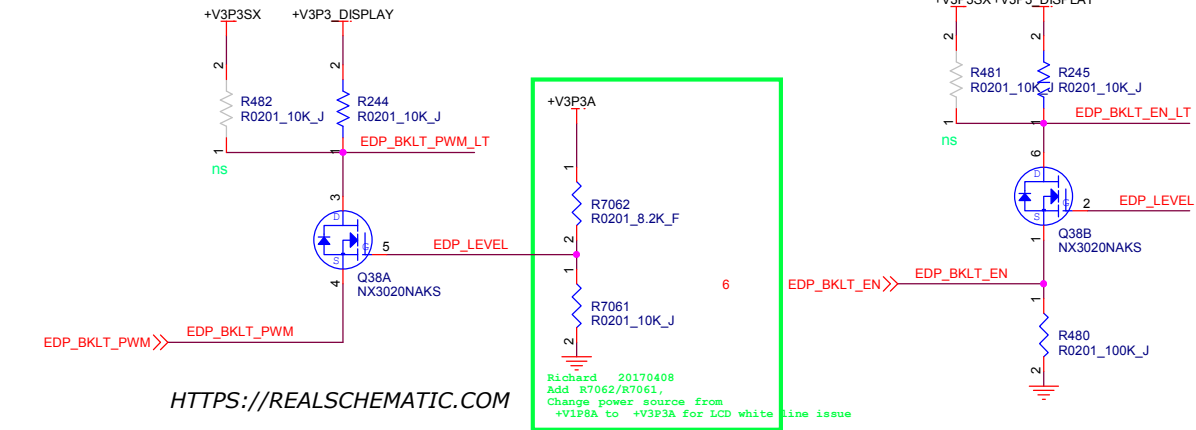 +V3P3SX
+V3P3_DISPLAY
2
2
R482
R0201_10K_J
R244
R0201_10K_J
1
1
EDP_BKLT_PWM_LT
ns
3
D
G
S
5
EDP_LEVEL
Q38A
NX3020NAKS
4
EDP_BKLT_PWM
EDP_BKLT_PWM
HTTPS://REALSCHEMATIC.COM
+V3P3A
1
R7062
R0201_8.2K_F
2
1
R7061
R0201_10K_J
2
6
Richard 20170408
Add R7062/R7061,
Change power source from
+V1P8A to +V3P3A for LCD white line issue
+V3P3SX
+V3P3_DISPLAY
2
2
R481
R0201_10K_J
R245
R0201_10K_J
1
1
EDP_BKLT_EN_LT
ns
6
D
G
S
2
EDP_LEVEL
Q38B
NX3020NAKS
1
EDP_BKLT_EN
EDP_BKLT_EN
1
R480
R0201_100K_J
2